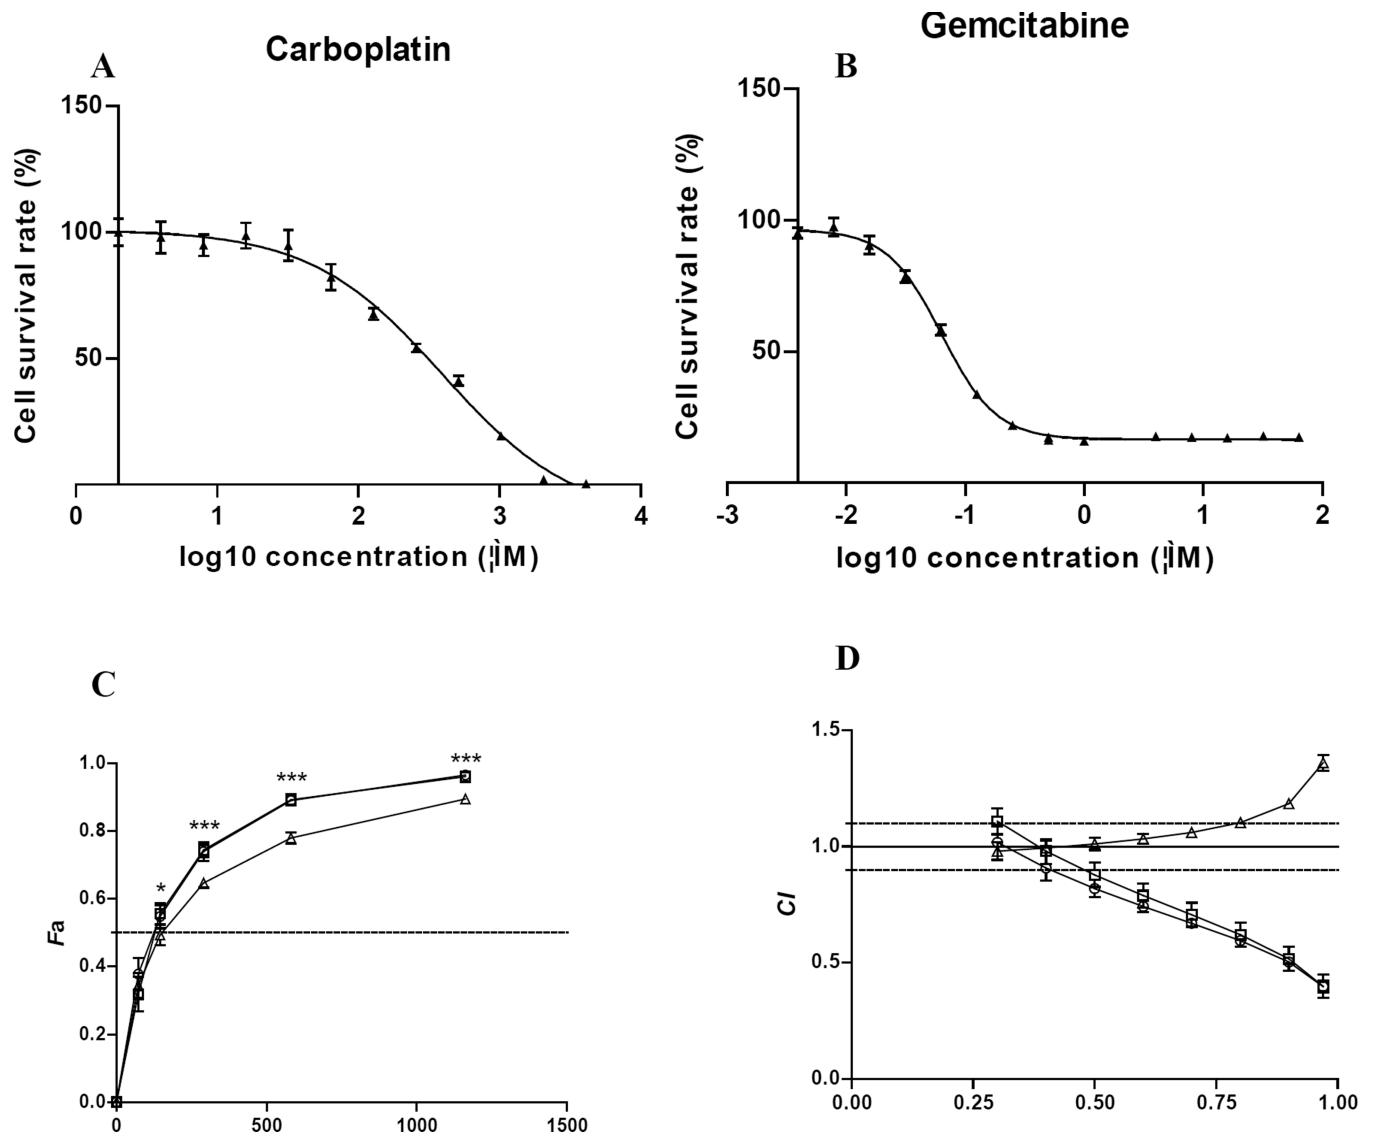 Carboplatin
Gemcitabine
A
B
150
100
50
Cell survival rate (%)
0 1 2 3 4
log10 concentration (¦ÌM)
150
100
50
Cell survival rate (%)
-3 -2 -1 0 1 2
log10 concentration (¦ÌM)
C
D
1.0
0.8
0.6
0.4
0.2
0.0
Fa
*
***
***
***
0 500 1000 1500
1.5
1.0
0.5
0.0
CI
0.00 0.25 0.50 0.75 1.00